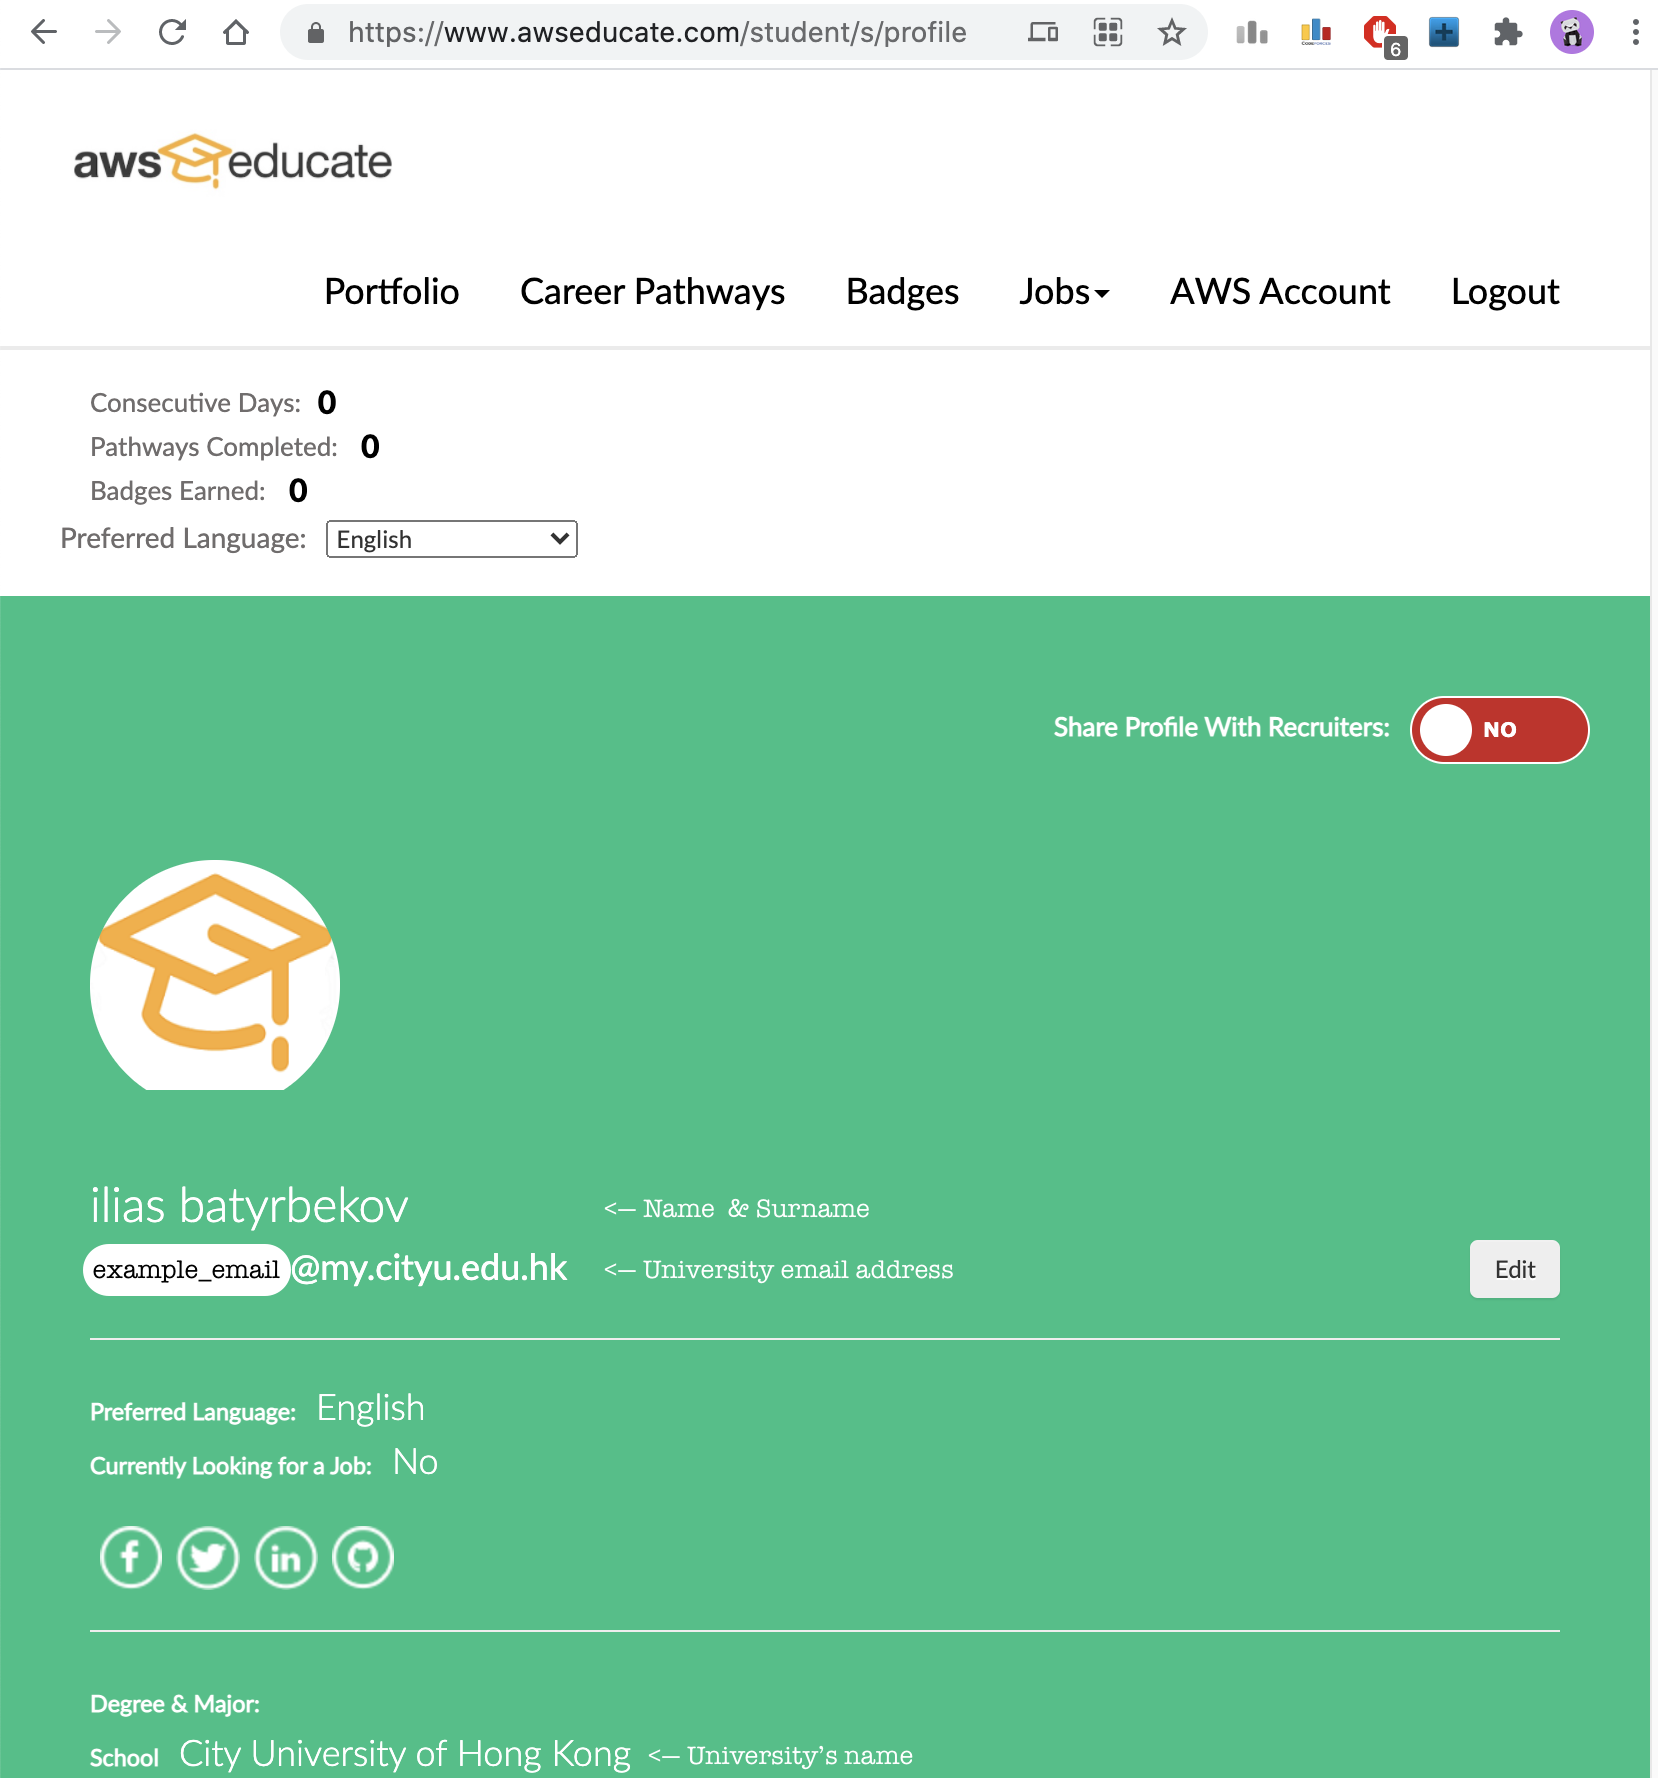 https://www.awseducate.com/student/s/profile
6
aws educate
Portfolio Career Pathways Badges Jobs AWS Account Logout
Consecutive Days: 0
Pathways Completed: 0
Badges Earned: 0
Preferred Language: English
Share Profile With Recruiters: NO
ilias batyrbekov <— Name & Surname
example_email@my.cityu.edu.hk <— University email address
Edit
Preferred Language: English
Currently Looking for a Job: No
f in
Degree & Major:
School City University of Hong Kong <— University’s name